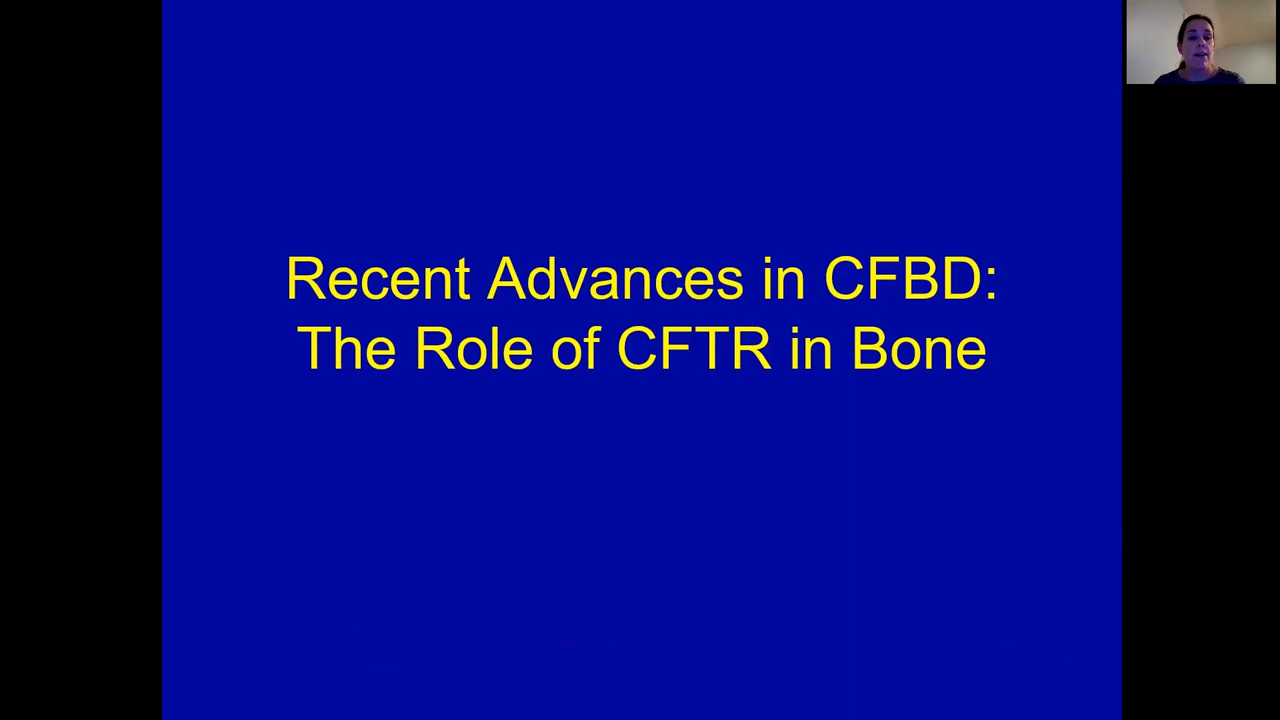 Recent Advances in CFBD:
The Role of CFTR in Bone